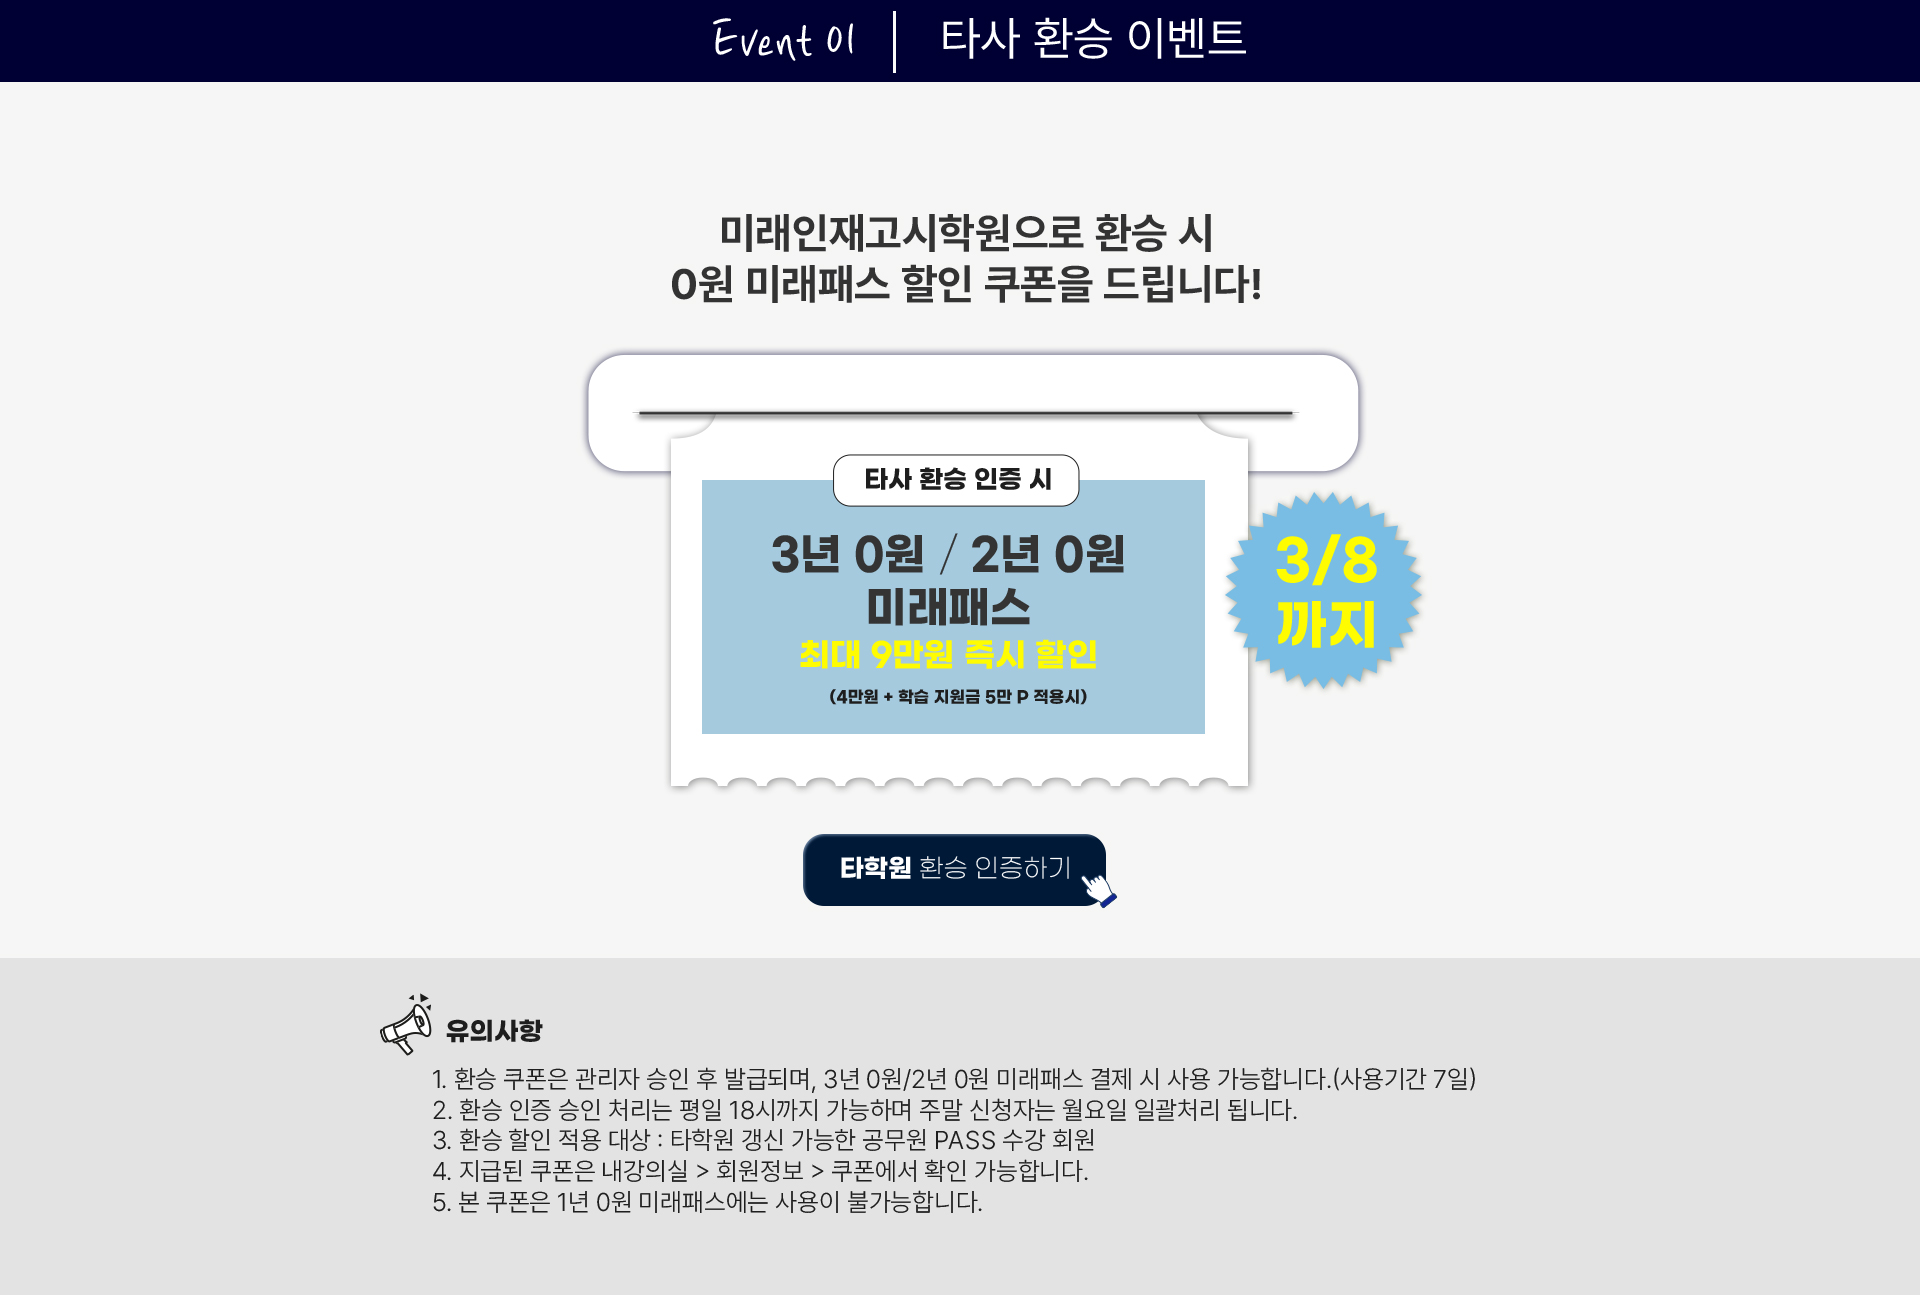 Event 01 | 타사 환승 이벤트
미래인재고시학원으로 환승 시
0원 미래패스 할인 쿠폰을 드립니다!
타사 환승 인증 시
3년 0원 / 2년 0원
미래패스
최대 9만원 즉시 할인
(4만원 + 학습 지원금 5만 P 적용시)
3/8
까지
타학원 환승 인증하기
유의사항
1. 환승 쿠폰은 관리자 승인 후 발급되며, 3년 0원/2년 0원 미래패스 결제 시 사용 가능합니다.(사용기간 7일)
2. 환승 인증 승인 처리는 평일 18시까지 가능하며 주말 신청자는 월요일 일괄처리 됩니다.
3. 환승 할인 적용 대상 : 타학원 갱신 가능한 공무원 PASS 수강 회원
4. 지급된 쿠폰은 내강의실 > 회원정보 > 쿠폰에서 확인 가능합니다.
5. 본 쿠폰은 1년 0원 미래패스에는 사용이 불가능합니다.